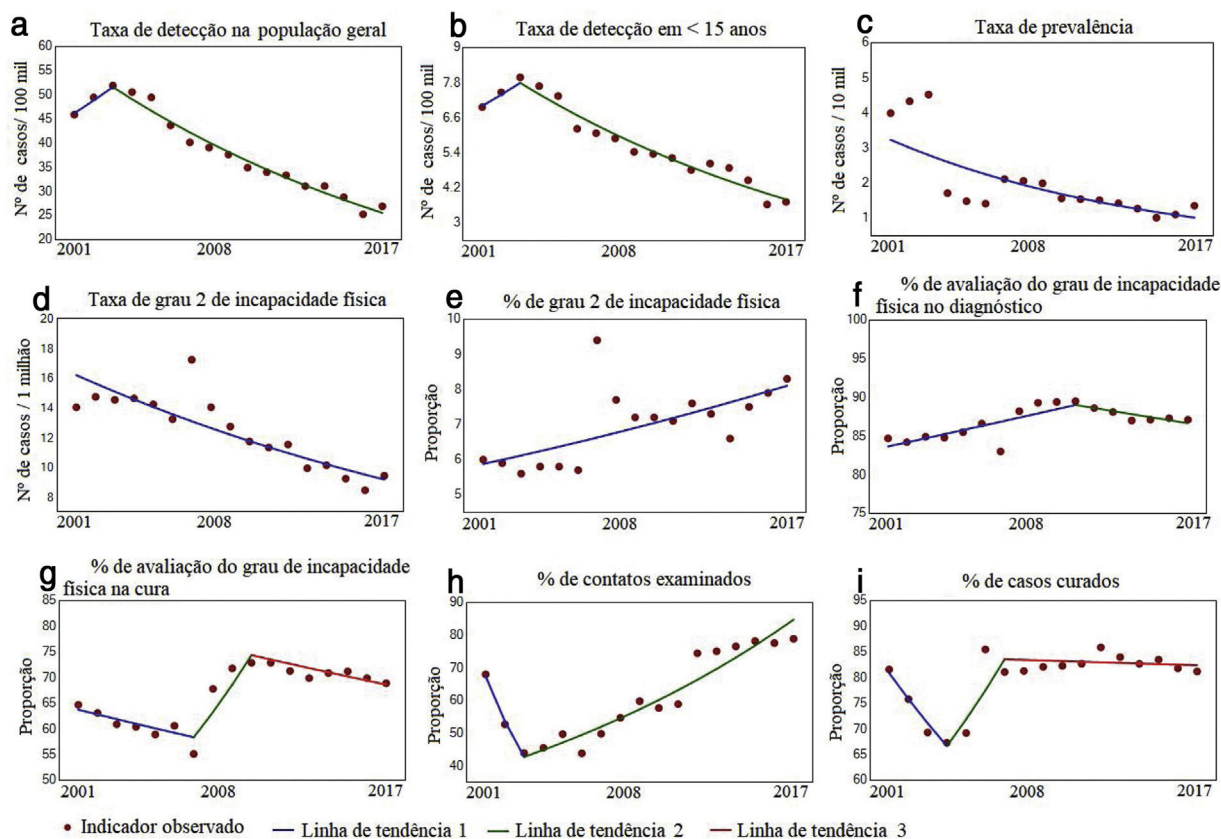 a
Taxa de detecção na população geral
Nº de casos/ 100 mil
60
55
50
45
40
35
30
25
20
2001
2008
2017
b
Taxa de detecção em < 15 anos
Nº de casos/ 100 mil
9
7.8
6.6
5.4
4.2
3
2001
2008
2017
c
Taxa de prevalência
Nº de casos / 10 mil
6
5
4
3
2
1
2001
2008
2017
d
Taxa de grau 2 de incapacidade física
Nº de casos / 1 milhão
20
18
16
14
12
10
8
2001
2008
2017
e
% de grau 2 de incapacidade física
Proporção
10
9
8
7
6
5
2001
2008
2017
f
% de avaliação do grau de incapacidade
física no diagnóstico
Proporção
100
95
90
85
80
75
2001
2008
2017
g
% de avaliação do grau de incapacidade
física na cura
Proporção
85
80
75
70
65
60
55
50
2001
2008
2017
h
% de contatos examinados
Proporção
90
80
70
60
50
40
2001
2008
2017
i
% de casos curados
Proporção
95
90
85
80
75
70
65
60
2001
2008
2017
Indicador observado
Linha de tendência 1
Linha de tendência 2
Linha de tendência 3